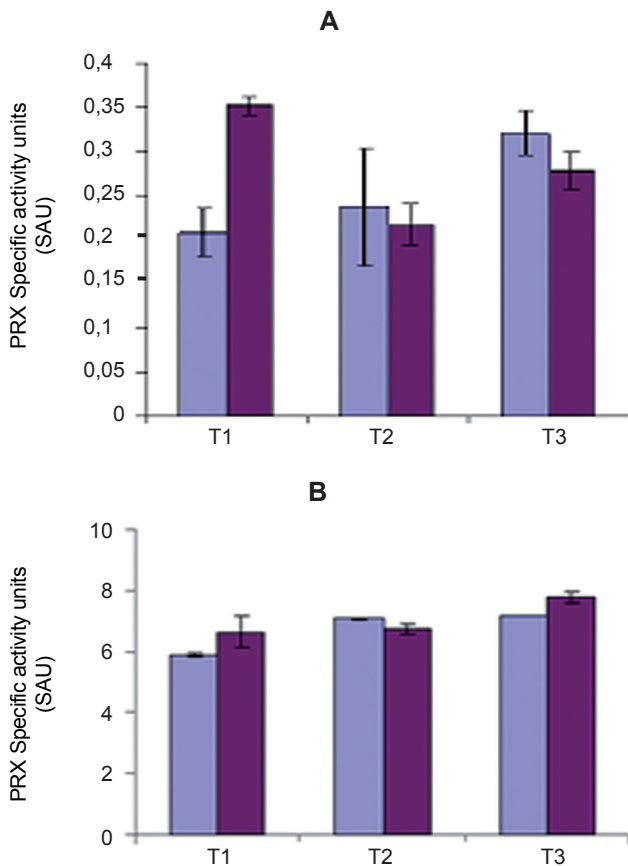 A
PRX Specific activity units
(SAU)
0,4
0,35
0,3
0,25
0,2
0,15
0,1
0,05
0
T1 T2 T3
B
PRX Specific activity units
(SAU)
10
8
6
4
2
0
T1 T2 T3